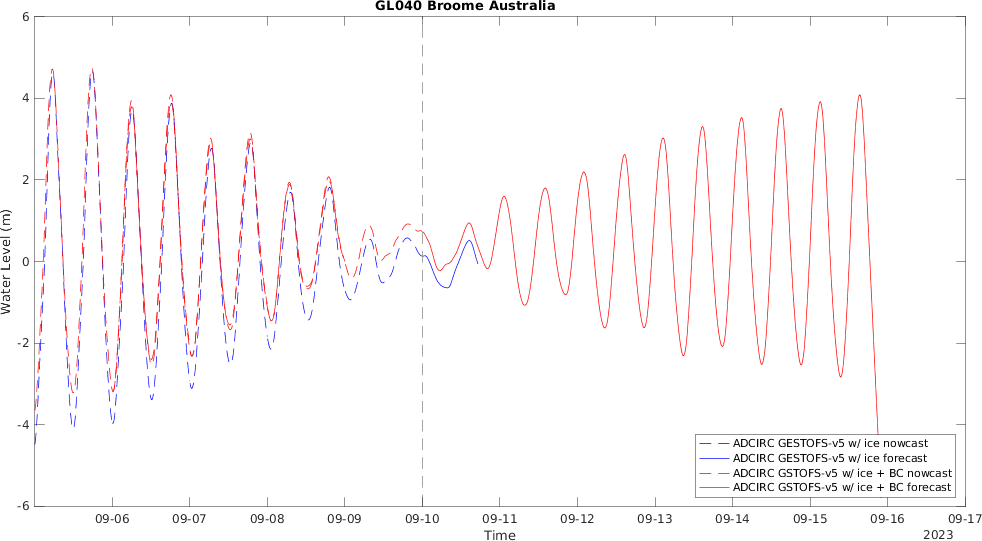 GL040 Broome Australia
6
4
2
0
-2
-4
-6
Water Level (m)
09-06
09-07
09-08
09-09
09-10
09-11
09-12
09-13
09-14
09-15
09-16
09-17
Time
2023
ADCIRC GESTOFS-v5 w/ ice nowcast
ADCIRC GESTOFS-v5 w/ ice forecast
ADCIRC GSTOFS-v5 w/ ice + BC nowcast
ADCIRC GSTOFS-v5 w/ ice + BC forecast